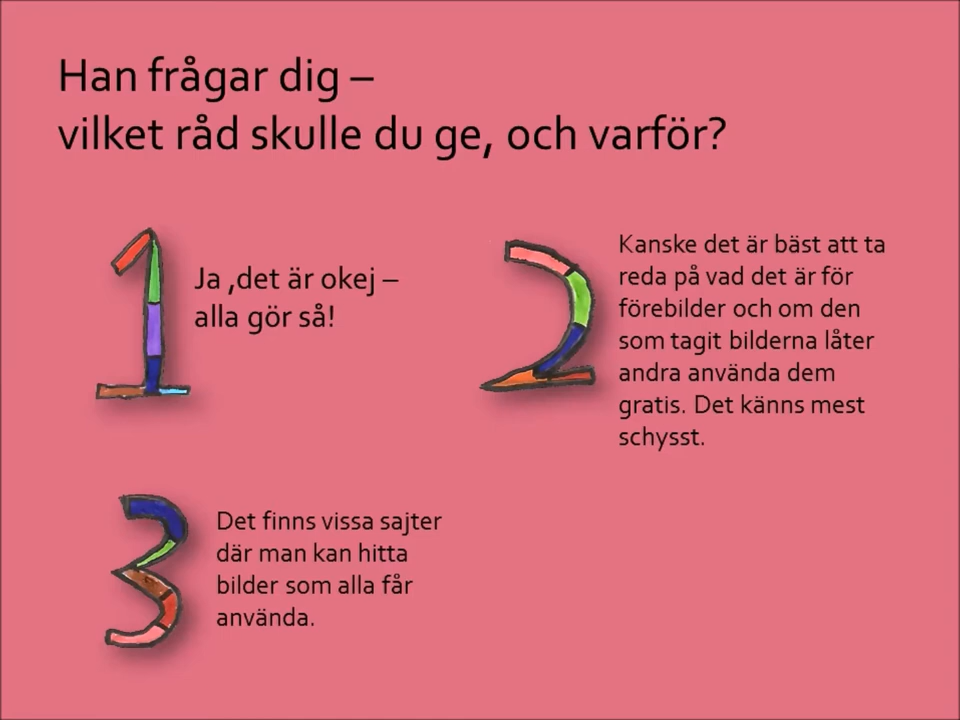 Han frågar dig –
vilket råd skulle du ge, och varför?
1
Ja ,det är okej –
alla gör så!
2
Kanske det är bäst att ta
reda på vad det är för
förebilder och om den
som tagit bilderna låter
andra använda dem
gratis. Det känns mest
schysst.
3
Det finns vissa sajter
där man kan hitta
bilder som alla får
använda.